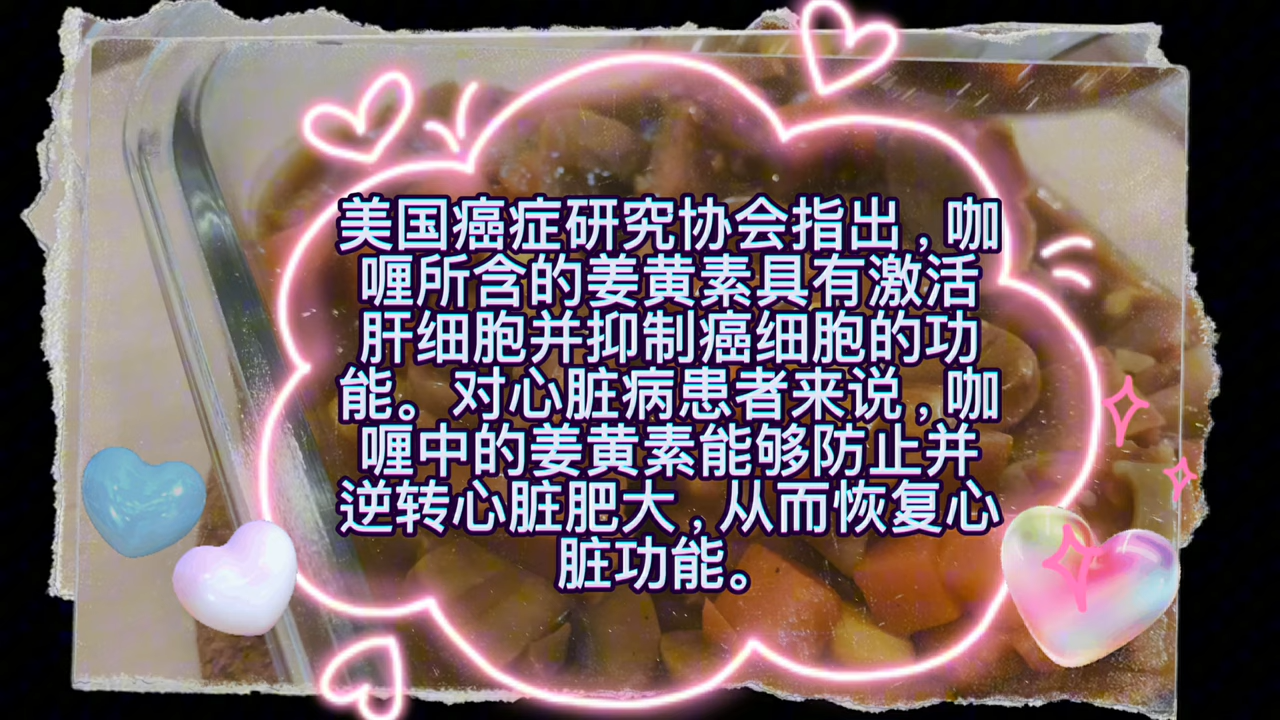 美国癌症研究协会指出，咖
喱所含的姜黄素具有激活
肝细胞并抑制癌细胞的功
能。对心脏病患者来说，咖
喱中的姜黄素能够防止并
逆转心脏肥大，从而恢复心
脏功能。